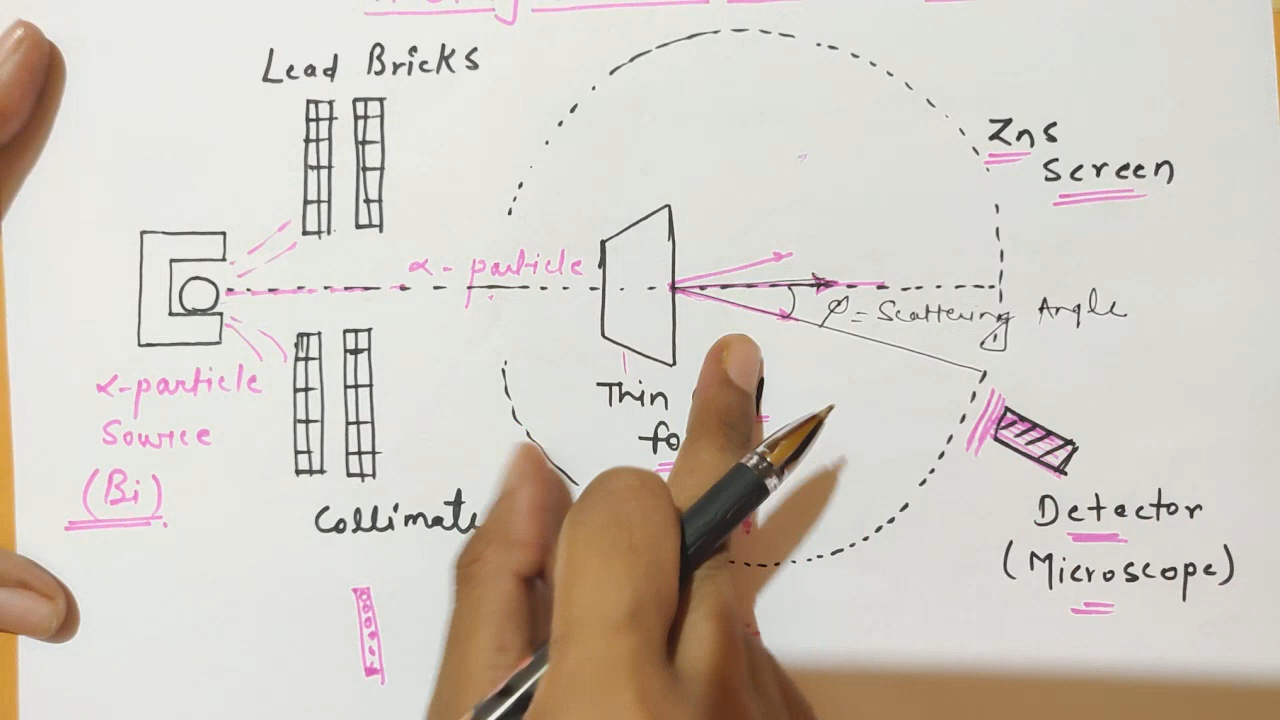 Lead Bricks
Zns
Screen
α-particle
φ = Scattering Angle
α-particle
Source
(Bi)
Thin
Detector
(Microscope)